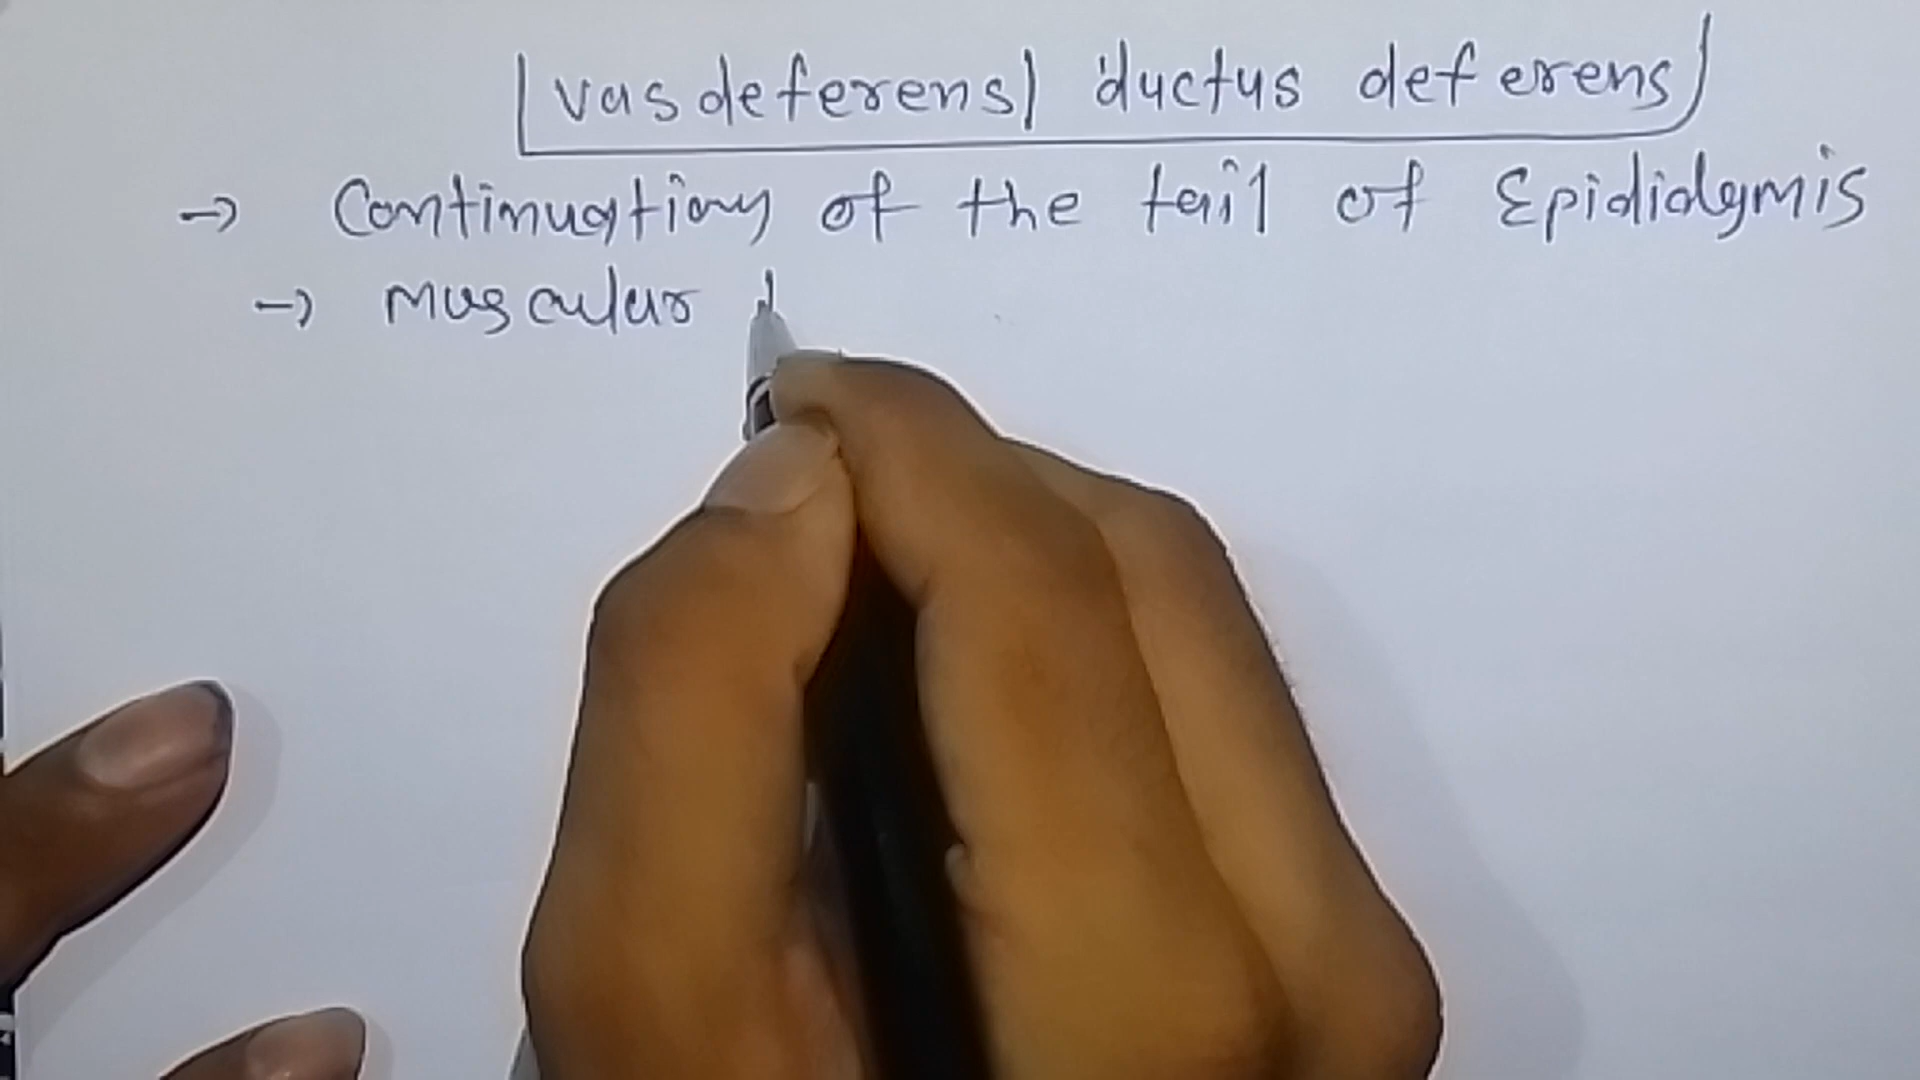 vas deferens| ductus deferens
→ Continuation of the tail of Epididymis
→ Muscular